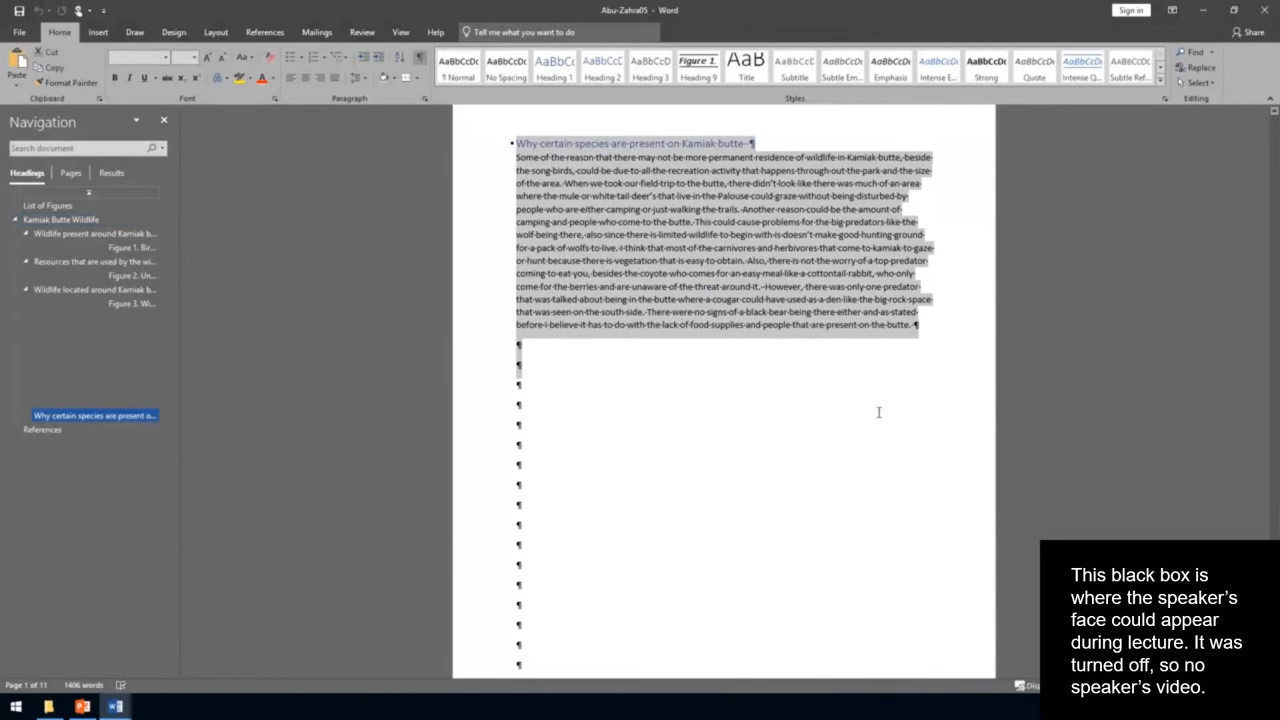 Abu-Zahra05 - Word
Sign in
File Home Insert Draw Design Layout References Mailings Review View Help Tell me what you want to do Share
Paste
Cut
Copy
Format Painter
Clipboard
Font
Paragraph
AaBbCcDc ¶ Normal
AaBbCcDc No Spacing
AaBbCc Heading 1
AaBbCcD Heading 2
AaBbCcD Heading 3
Figure 1. Heading 9
AaB Title
AaBbCcD Subtitle
AaBbCcDc Subtle Em...
AaBbCcDc Emphasis
AaBbCcDc Intense E...
AaBbCcDc Strong
AaBbCcDc Quote
AaBbCcDc Intense Q...
AaBbCcDc Subtle Ref...
Styles
Find
Replace
Select
Editing
Navigation
Search document
Headings Pages Results
List of Figures
Kamiak Butte Wildlife
Wildlife present around Kamiak b...
Figure 1. Bir...
Resources that are used by the wi...
Figure 2. Un...
Wildlife located around Kamiak b...
Figure 3. Wi...
Why certain species are present o...
References
Why certain species are present on Kamiak butte ¶
Some of the reason that there may not be more permanent residence of wildlife in Kamiak butte, beside
the song birds, could be due to all the recreation activity that happens through out the park and the size
of the area. When we took our field trip to the butte, there didn't look like there was much of an area
where the mule or white tail deer's that live in the Palouse could graze without being disturbed by
people who are either camping or just walking the trails. Another reason could be the amount of
camping and people who come to the butte. This could cause problems for the big predators like the
wolf being there, also since there is limited wildlife to begin with is doesn't make good hunting ground
for a pack of wolfs to live. I think that most of the carnivores and herbivores that come to kamiak to gaze
or hunt because there is vegetation that is easy to obtain. Also, there is not the worry of a top predator
coming to eat you, besides the coyote who comes for an easy meal like a cottontail rabbit, who only
come for the berries and are unaware of the threat around it. However, there was only one predator
that was talked about being in the butte where a cougar could have used as a den like the big rock space
that was seen on the south side. There were no signs of a black bear being there either and as stated
before I believe it has to do with the lack of food supplies and people that are present on the butte. ¶
This black box is
where the speaker's
face could appear
during lecture. It was
turned off, so no
speaker's video.
Page 1 of 11 1406 words